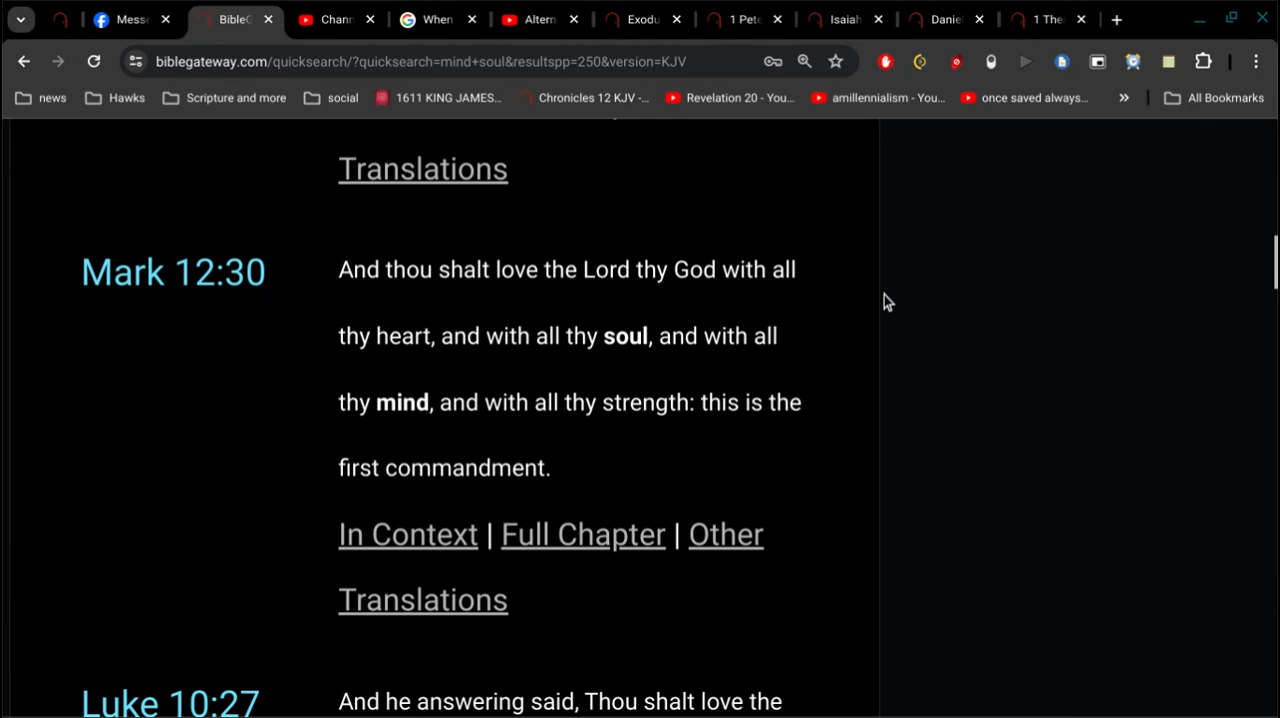 Messe
BibleG
Chann
When
Altern
Exodu
1 Pete
Isaiah
Daniel
1 The
biblegateway.com/quicksearch/?quicksearch=mind+soul&resultspp=250&version=KJV
news
Hawks
Scripture and more
social
1611 KING JAMES...
Chronicles 12 KJV -...
Revelation 20 - You...
amillennialism - You...
once saved always...
All Bookmarks
Translations
Mark 12:30
And thou shalt love the Lord thy God with all
thy heart, and with all thy soul, and with all
thy mind, and with all thy strength: this is the
first commandment.
In Context | Full Chapter | Other
Translations
Luke 10:27
And he answering said, Thou shalt love the